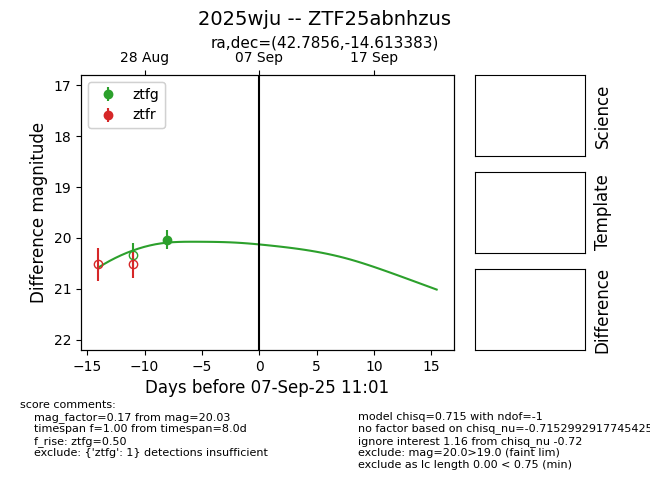 2025wju -- ZTF25abnhzus
ra,dec=(42.7856,-14.613383)
28 Aug 07 Sep 17 Sep
ztfg
ztfr
17
18
19
20
21
22
Difference magnitude
−15 −10 −5 0 5 10 15
Days before 07-Sep-25 11:01
Science
Template
Difference
score comments:
mag_factor=0.17 from mag=20.03
timespan f=1.00 from timespan=8.0d
f_rise: ztfg=0.50
exclude: {'ztfg': 1} detections insufficient
model chisq=0.715 with ndof=-1
no factor based on chisq_nu=-0.7152992917745425
ignore interest 1.16 from chisq_nu -0.72
exclude: mag=20.0>19.0 (faint lim)
exclude as lc length 0.00 < 0.75 (min)